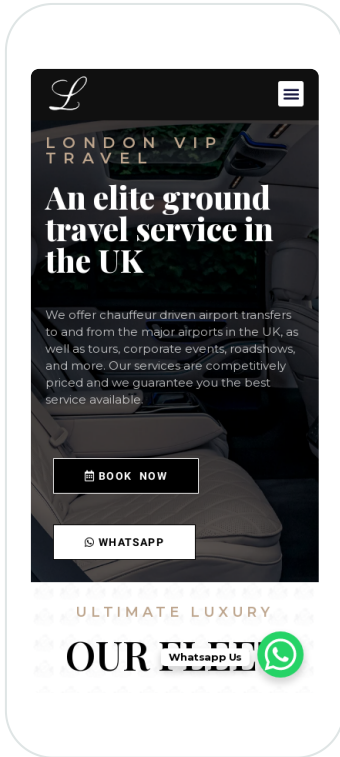 L
LONDON VIP
TRAVEL
An elite ground
travel service in
the UK
We offer chauffeur driven airport transfers
to and from the major airports in the UK, as
well as tours, corporate events, roadshows,
and more. Our services are competitively
priced and we guarantee you the best
service available.
BOOK NOW
WHATSAPP
ULTIMATE LUXURY
OUR FLEET
Whatsapp Us